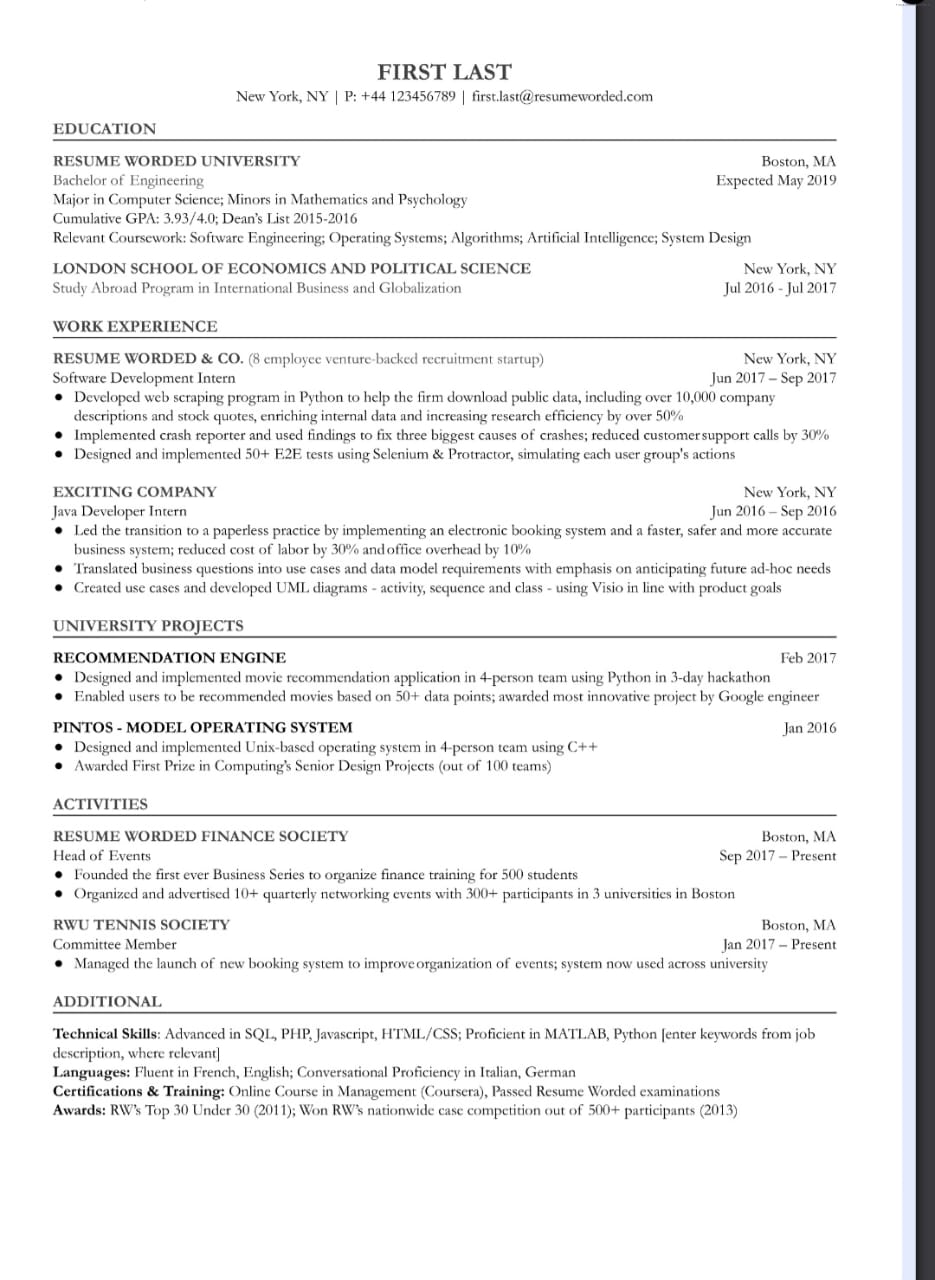 FIRST LAST
New York, NY | P: +44 123456789 | first.last@resumeworded.com
EDUCATION
RESUME WORDED UNIVERSITY Boston, MA
Bachelor of Engineering Expected May 2019
Major in Computer Science; Minors in Mathematics and Psychology
Cumulative GPA: 3.93/4.0; Dean's List 2015-2016
Relevant Coursework: Software Engineering; Operating Systems; Algorithms; Artificial Intelligence; System Design
LONDON SCHOOL OF ECONOMICS AND POLITICAL SCIENCE New York, NY
Study Abroad Program in International Business and Globalization Jul 2016 - Jul 2017
WORK EXPERIENCE
RESUME WORDED & CO. (8 employee venture-backed recruitment startup) New York, NY
Software Development Intern Jun 2017 – Sep 2017
● Developed web scraping program in Python to help the firm download public data, including over 10,000 company
descriptions and stock quotes, enriching internal data and increasing research efficiency by over 50%
● Implemented crash reporter and used findings to fix three biggest causes of crashes; reduced customer support calls by 30%
● Designed and implemented 50+ E2E tests using Selenium & Protractor, simulating each user group's actions
EXCITING COMPANY New York, NY
Java Developer Intern Jun 2016 – Sep 2016
● Led the transition to a paperless practice by implementing an electronic booking system and a faster, safer and more accurate
business system; reduced cost of labor by 30% and office overhead by 10%
● Translated business questions into use cases and data model requirements with emphasis on anticipating future ad-hoc needs
● Created use cases and developed UML diagrams - activity, sequence and class - using Visio in line with product goals
UNIVERSITY PROJECTS
RECOMMENDATION ENGINE Feb 2017
● Designed and implemented movie recommendation application in 4-person team using Python in 3-day hackathon
● Enabled users to be recommended movies based on 50+ data points; awarded most innovative project by Google engineer
PINTOS - MODEL OPERATING SYSTEM Jan 2016
● Designed and implemented Unix-based operating system in 4-person team using C++
● Awarded First Prize in Computing's Senior Design Projects (out of 100 teams)
ACTIVITIES
RESUME WORDED FINANCE SOCIETY Boston, MA
Head of Events Sep 2017 – Present
● Founded the first ever Business Series to organize finance training for 500 students
● Organized and advertised 10+ quarterly networking events with 300+ participants in 3 universities in Boston
RWU TENNIS SOCIETY Boston, MA
Committee Member Jan 2017 – Present
● Managed the launch of new booking system to improve organization of events; system now used across university
ADDITIONAL
Technical Skills: Advanced in SQL, PHP, Javascript, HTML/CSS; Proficient in MATLAB, Python [enter keywords from job
description, where relevant]
Languages: Fluent in French, English; Conversational Proficiency in Italian, German
Certifications & Training: Online Course in Management (Coursera), Passed Resume Worded examinations
Awards: RW's Top 30 Under 30 (2011); Won RW's nationwide case competition out of 500+ participants (2013)